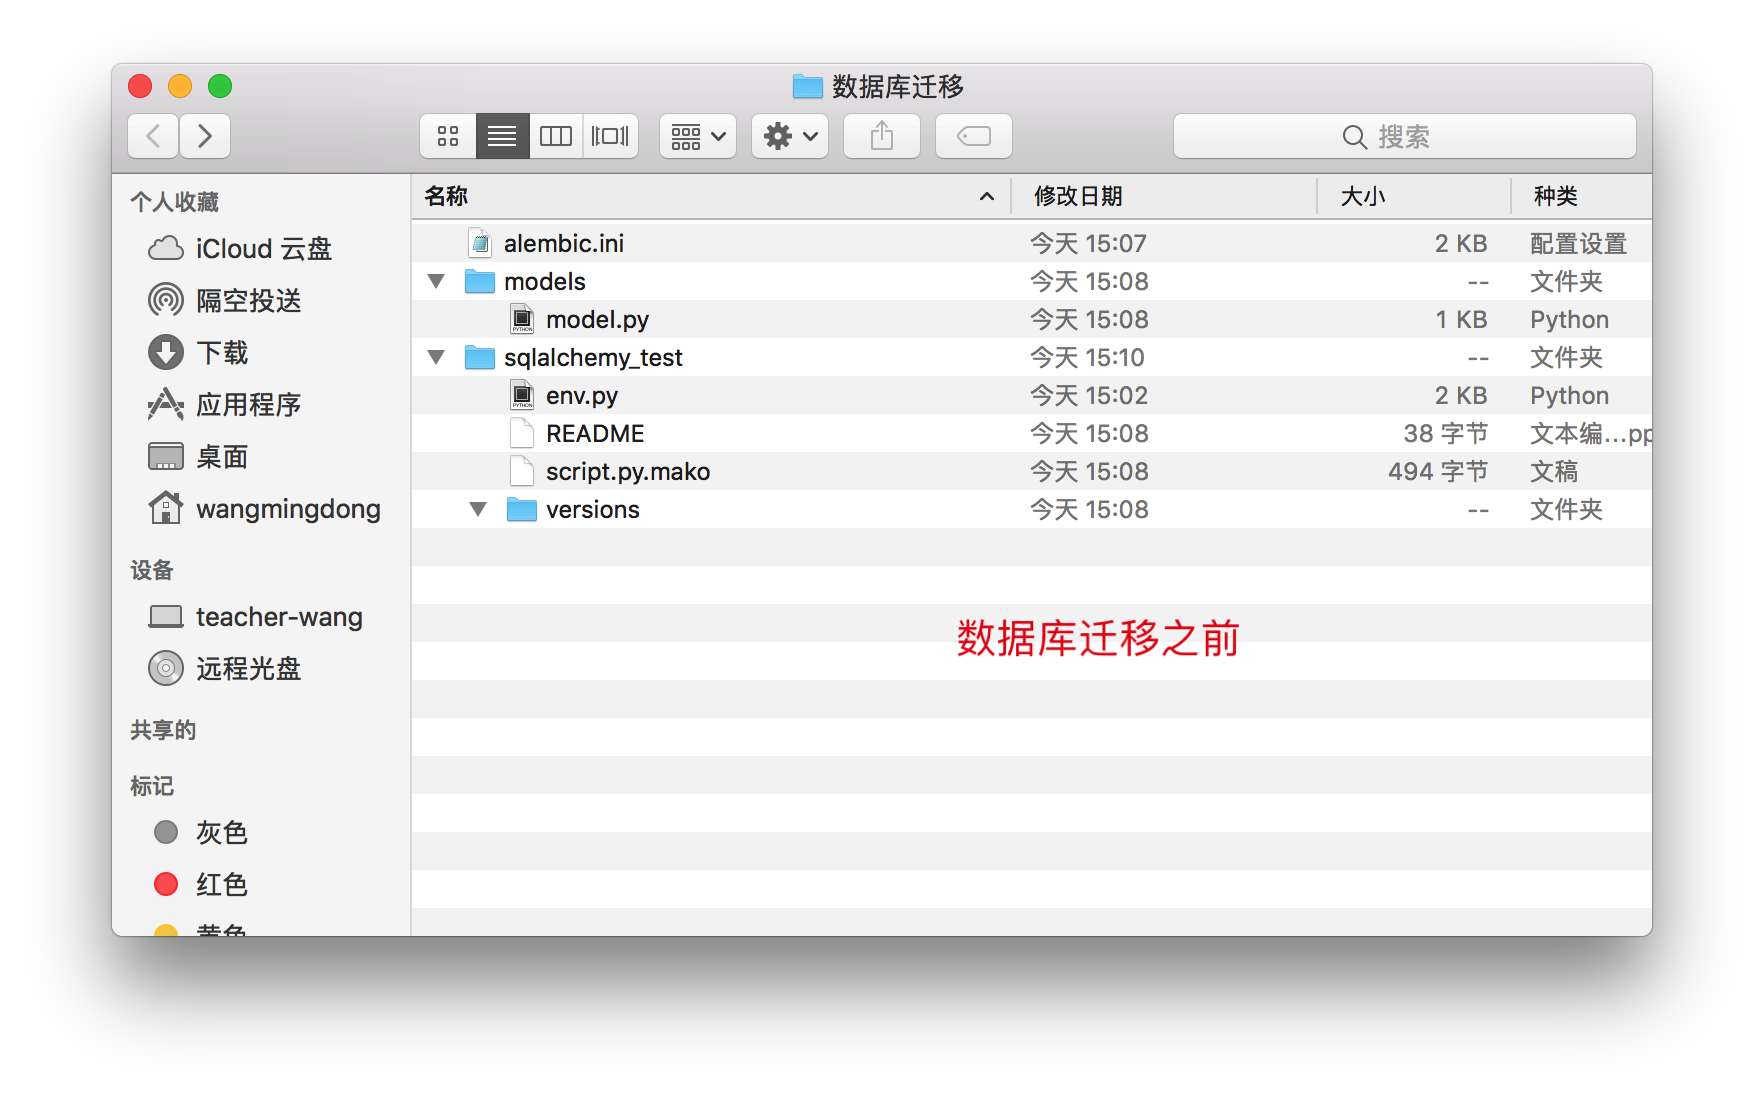 数据库迁移
搜索
个人收藏
iCloud 云盘
隔空投送
下载
应用程序
桌面
wangmingdong
设备
teacher-wang
远程光盘
共享的
标记
灰色
红色
黄色
名称 修改日期 大小 种类
alembic.ini 今天 15:07 2 KB 配置设置
models 今天 15:08 -- 文件夹
model.py 今天 15:08 1 KB Python
sqlalchemy_test 今天 15:10 -- 文件夹
env.py 今天 15:02 2 KB Python
README 今天 15:08 38 字节 文本编...pp
script.py.mako 今天 15:08 494 字节 文稿
versions 今天 15:08 -- 文件夹
数据库迁移之前